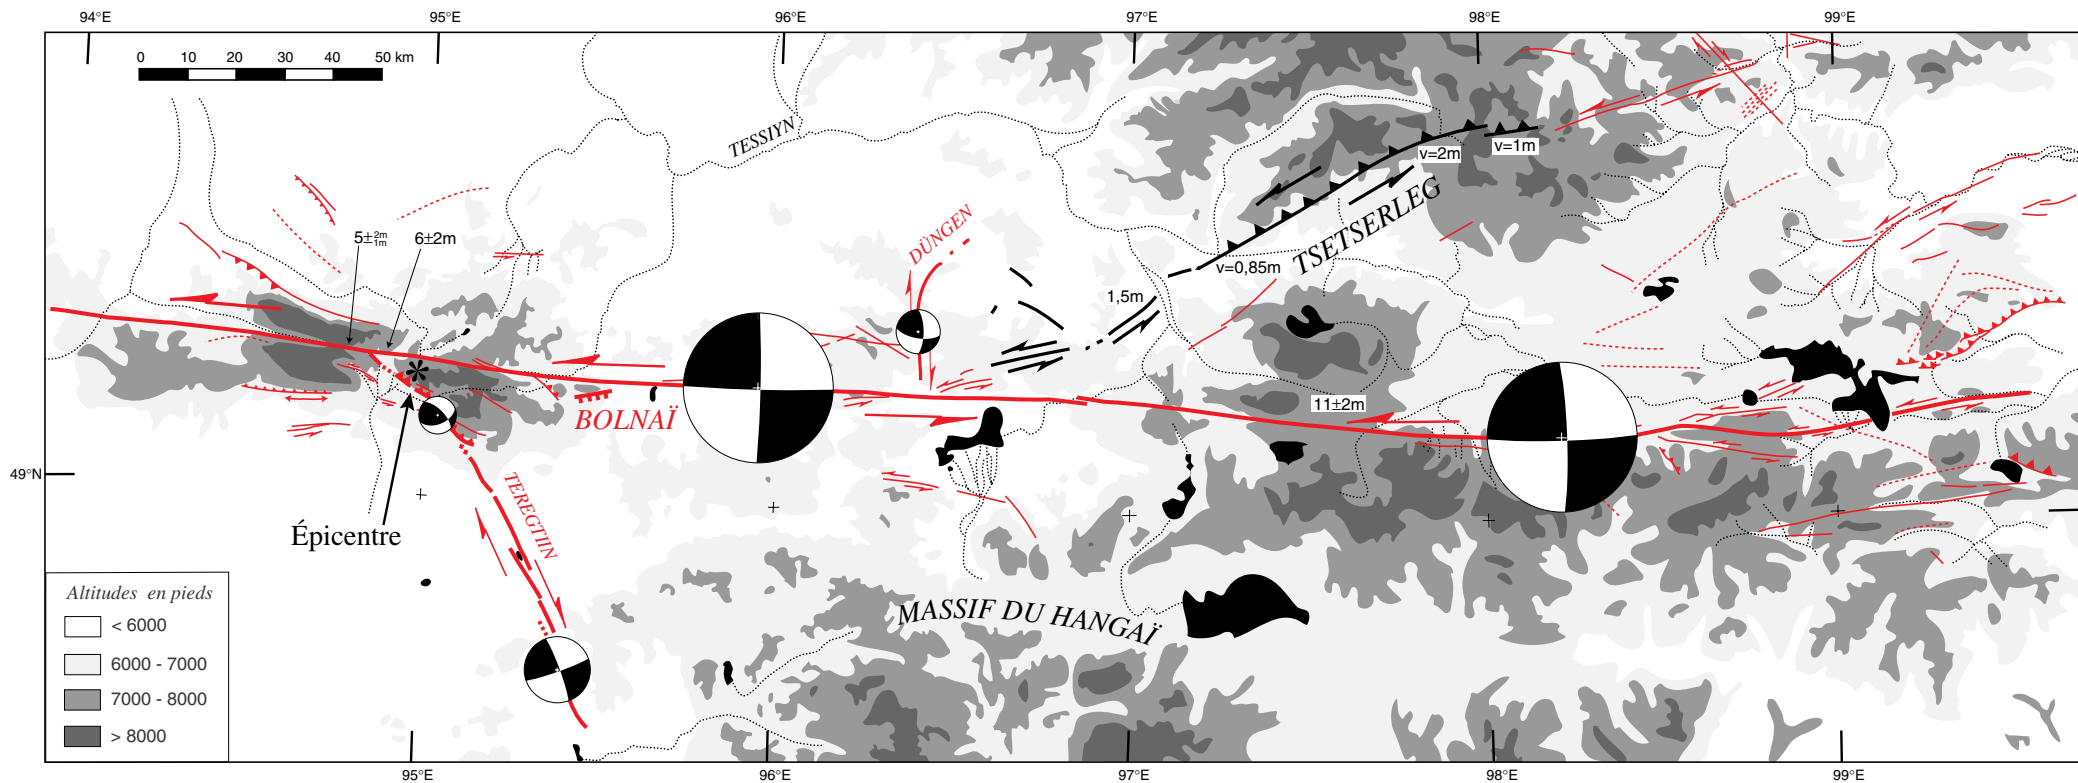 94°E 95°E 96°E 97°E 98°E 99°E
0 10 20 30 40 50 km
TESSIYN
v=2m
v=1m
TSETSERLEG
DÜNGEN
5±2m1m
6±2m
v=0,85m
1,5m
11±2m
BOLNAÏ
49°N
TEREGTIIN
Épicentre
MASSIF DU HANGAÏ
Altitudes en pieds
< 6000
6000 - 7000
7000 - 8000
> 8000
95°E 96°E 97°E 98°E 99°E